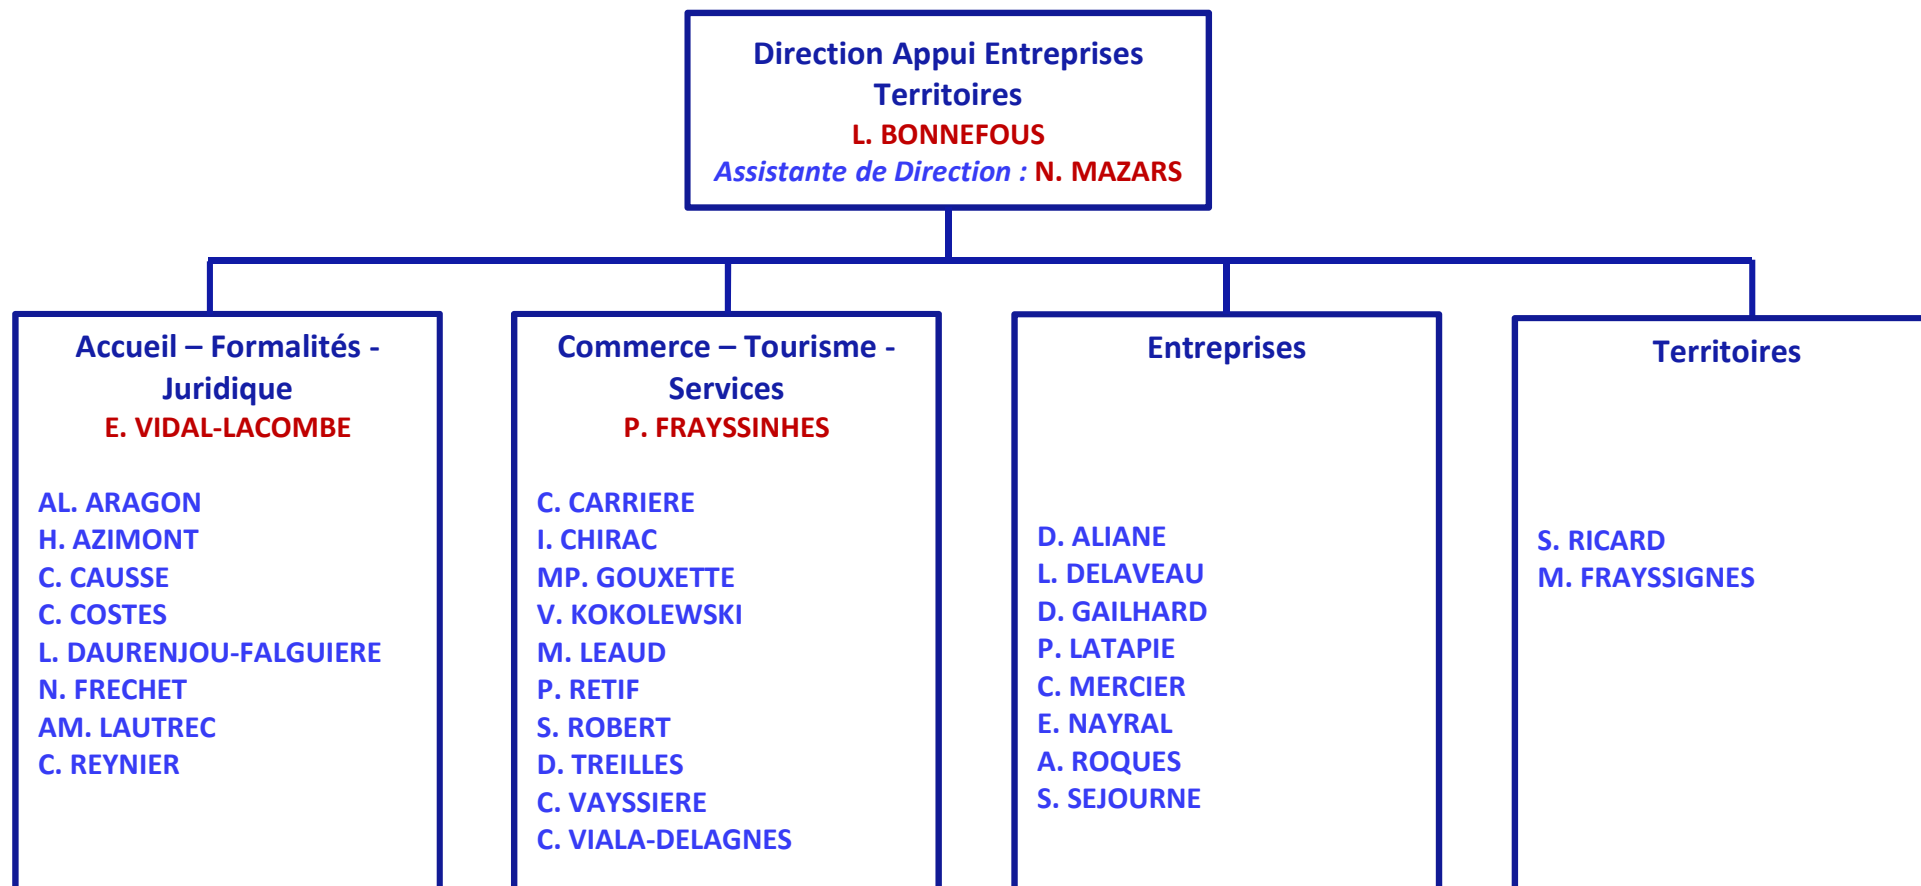 Direction Appui Entreprises
Territoires
L. BONNEFOUS
Assistante de Direction : N. MAZARS
Accueil – Formalités -
Juridique
E. VIDAL-LACOMBE
AL. ARAGON
H. AZIMONT
C. CAUSSE
C. COSTES
L. DAURENJOU-FALGUIERE
N. FRECHET
AM. LAUTREC
C. REYNIER
Commerce – Tourisme -
Services
P. FRAYSSINHES
C. CARRIERE
I. CHIRAC
MP. GOUXETTE
V. KOKOLEWSKI
M. LEAUD
P. RETIF
S. ROBERT
D. TREILLES
C. VAYSSIERE
C. VIALA-DELAGNES
Entreprises
D. ALIANE
L. DELAVEAU
D. GAILHARD
P. LATAPIE
C. MERCIER
E. NAYRAL
A. ROQUES
S. SEJOURNE
Territoires
S. RICARD
M. FRAYSSIGNES